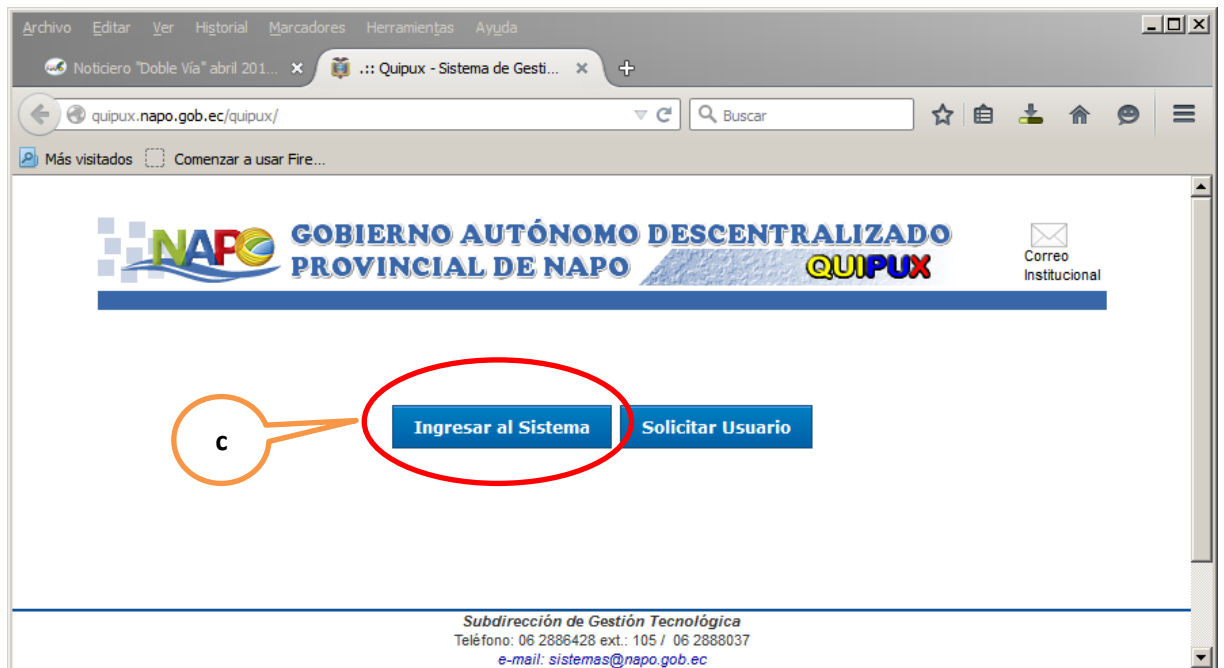 Archivo Editar Ver Historial Marcadores Herramientas Ayuda
Noticiero "Doble Vía" abril 201...
.:: Quipux - Sistema de Gesti...
quipux.napo.gob.ec/quipux/
Buscar
Más visitados
Comenzar a usar Fire...
NAPO
GOBIERNO AUTÓNOMO DESCENTRALIZADO
PROVINCIAL DE NAPO
QUIPUX
Correo
Institucional
c
Ingresar al Sistema
Solicitar Usuario
Subdirección de Gestión Tecnológica
Teléfono: 06 2886428 ext.: 105 / 06 2888037
e-mail: sistemas@napo.gob.ec